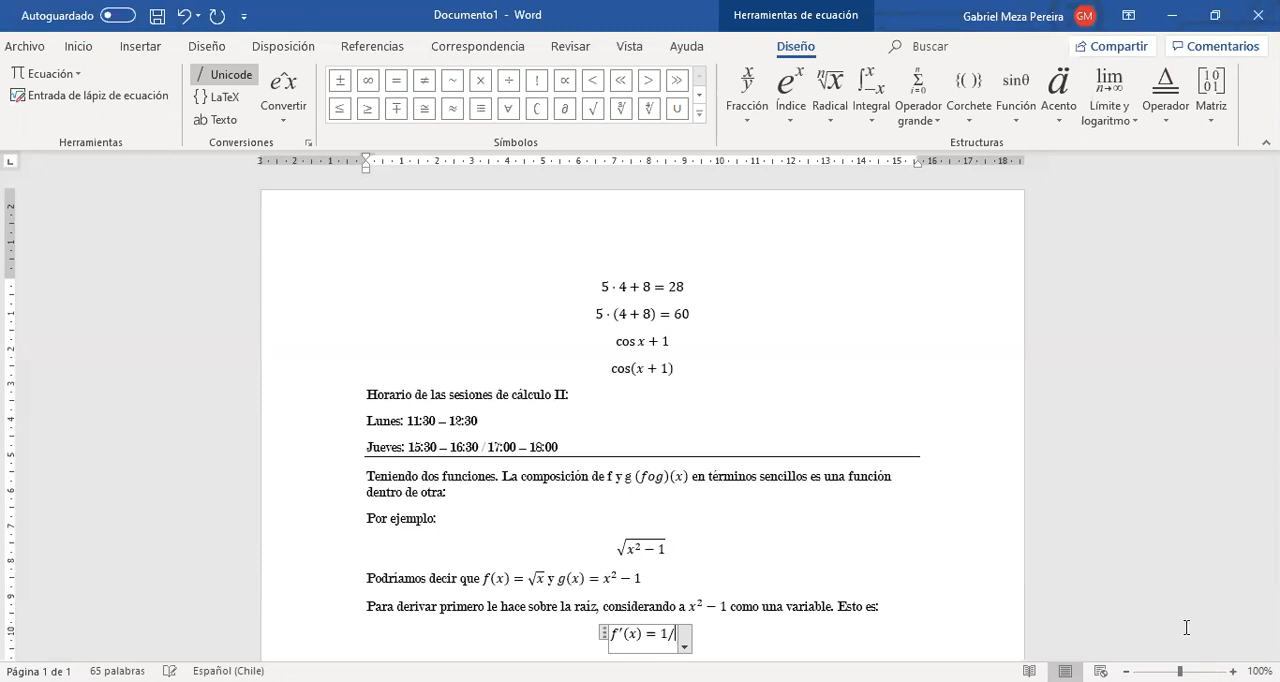 Autoguardado
Documento1 - Word
Herramientas de ecuación
Gabriel Meza Pereira GM
Archivo Inicio Insertar Diseño Disposición Referencias Correspondencia Revisar Vista Ayuda Diseño Buscar Compartir Comentarios
π Ecuación
Entrada de lápiz de ecuación
Herramientas
/ Unicode
{} LaTeX
ab Texto
eˆx Convertir
Conversiones
± ∞ = ≠ ~ × ÷ ! ∝ < ≪ > ≫
≤ ≥ ∓ ≅ ≈ ≡ ∀ ∁ ∂ √ ∛ ∜ ∪
Símbolos
Fracción Índice Radical Integral Operador grande Corchete Función Acento Límite y logaritmo Operador Matriz
Estructuras
5 · 4 + 8 = 28
5 · (4 + 8) = 60
cos x + 1
cos(x + 1)
Horario de las sesiones de cálculo II:
Lunes: 11:30 – 12:30
Jueves: 15:30 – 16:30 / 17:00 – 18:00
Teniendo dos funciones. La composición de f y g (fog)(x) en términos sencillos es una función
dentro de otra:
Por ejemplo:
√(x² − 1)
Podríamos decir que f(x) = √x y g(x) = x² − 1
Para derivar primero le hace sobre la raíz, considerando a x² − 1 como una variable. Esto es:
f′(x) = 1/
Página 1 de 1 65 palabras Español (Chile) 100%